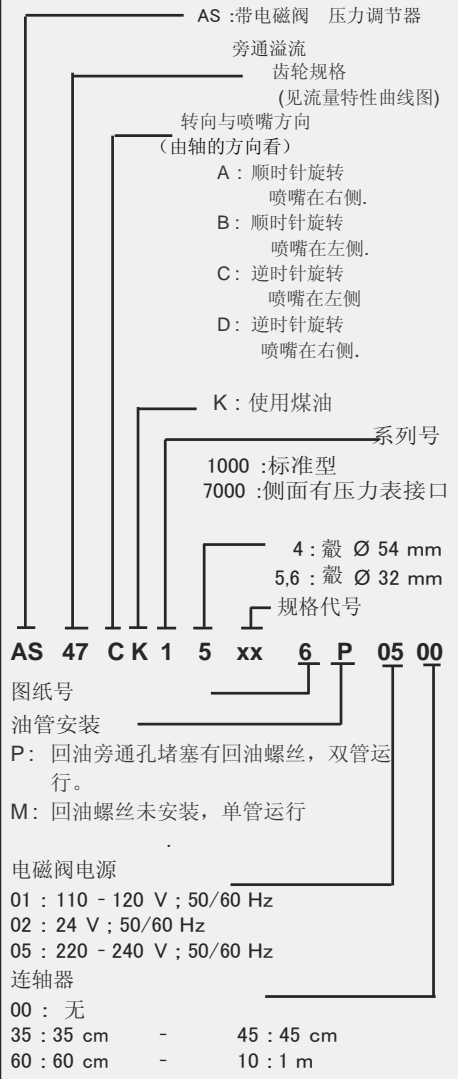 AS :带电磁阀 压力调节器
旁通溢流
齿轮规格
(见流量特性曲线图)
转向与喷嘴方向
（由轴的方向看）
A : 顺时针旋转
喷嘴在右侧.
B : 顺时针旋转
喷嘴在左侧.
C : 逆时针旋转
喷嘴在左侧
D : 逆时针旋转
喷嘴在右侧.
K : 使用煤油
系列号
1000 :标准型
7000 :侧面有压力表接口
4 : 觳 Ø 54 mm
5,6 : 觳 Ø 32 mm
规格代号
AS 47 C K 1 5 xx 6 P 05 00
图纸号
油管安装
P : 回油旁通孔堵塞有回油螺丝，双管运
行。
M : 回油螺丝未安装，单管运行
.
电磁阀电源
01 : 110 - 120 V ; 50/60 Hz
02 : 24 V ; 50/60 Hz
05 : 220 - 240 V ; 50/60 Hz
连轴器
00 : 无
35 : 35 cm - 45 : 45 cm
60 : 60 cm - 10 : 1 m